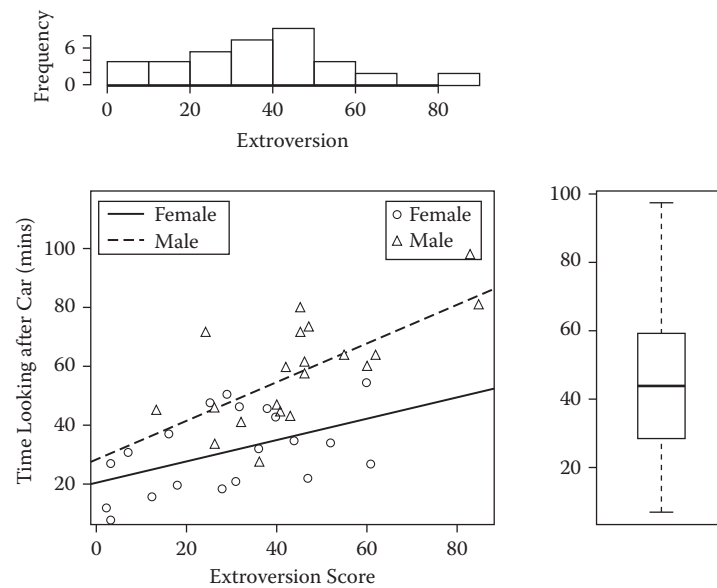 Frequency
6
0
0 20 40 60 80
Extroversion
Time Looking after Car (mins)
100
80
60
40
20
Female
Male
Female
Male
0 20 40 60 80
Extroversion Score
100
80
60
40
20